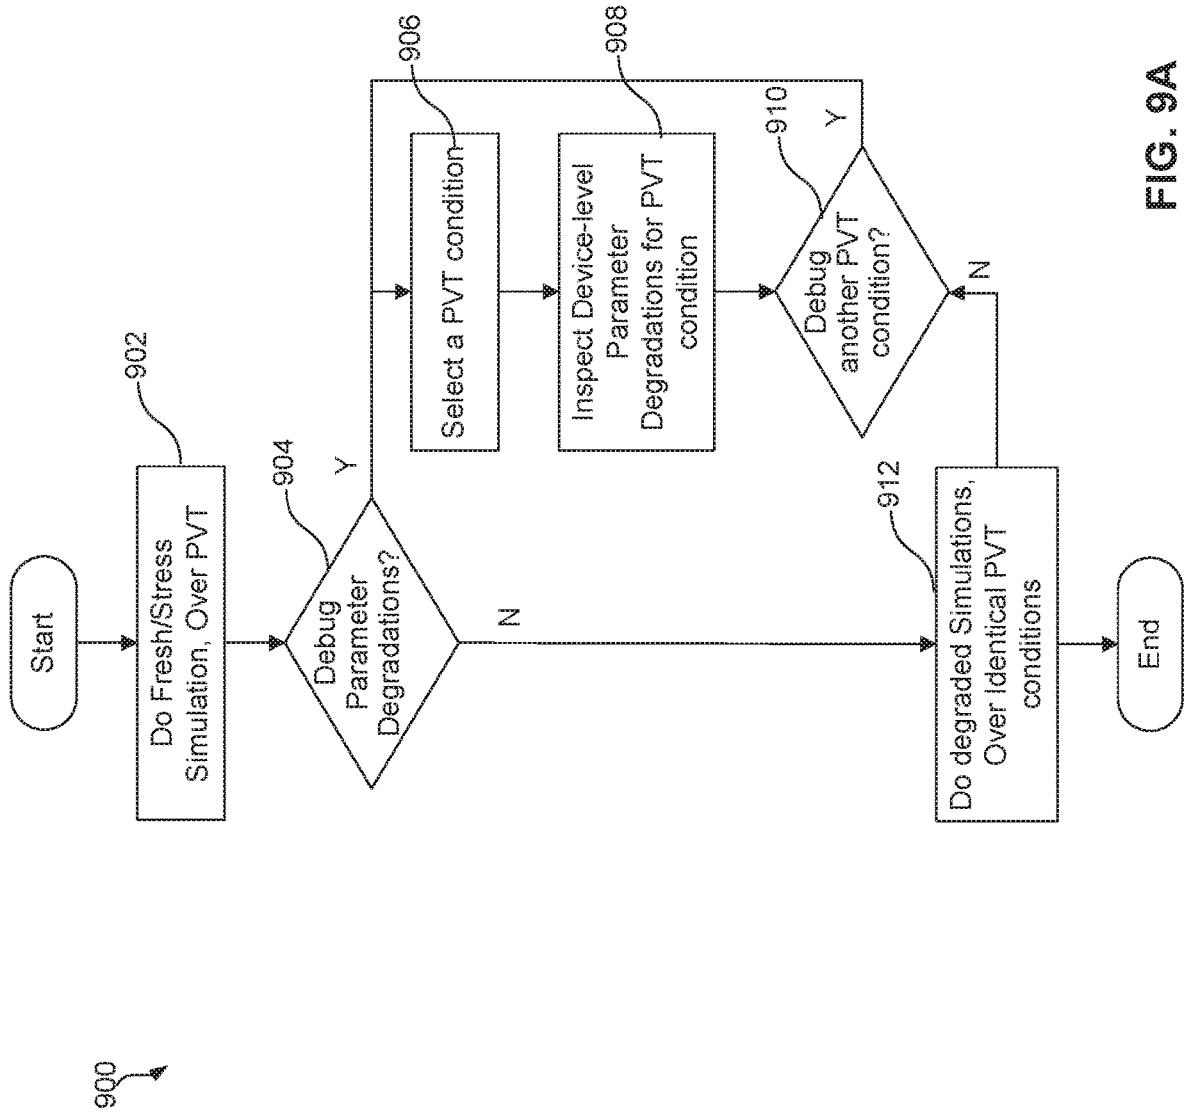 900
Start
902
Do Fresh/Stress
Simulation, Over PVT
904
Debug
Parameter
Degradations?
Y
N
906
Select a PVT condition
908
Inspect Device-level
Parameter
Degradations for PVT
condition
910
Debug
another PVT
condition?
Y
N
912
Do degraded Simulations,
Over Identical PVT
conditions
End
FIG. 9A